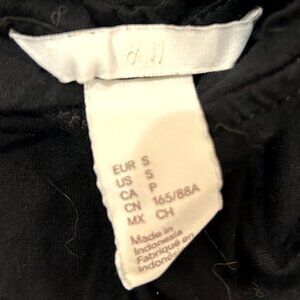 EUR S
US S
CA P
CN 165/88A
MX CH
Made in
Indonesia
Fabriqué en
Indonésie